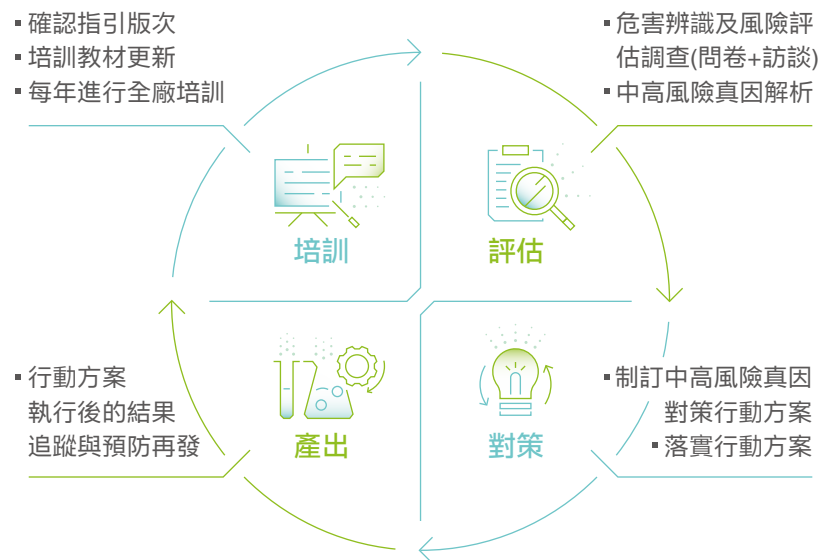 ▪ 確認指引版次
▪ 培訓教材更新
▪ 每年進行全廠培訓
▪ 危害辨識及風險評
估調查(問卷+訪談)
▪ 中高風險真因解析
培訓
評估
▪ 行動方案
執行後的結果
追蹤與預防再發
產出
對策
▪ 制訂中高風險真因
對策行動方案
▪ 落實行動方案